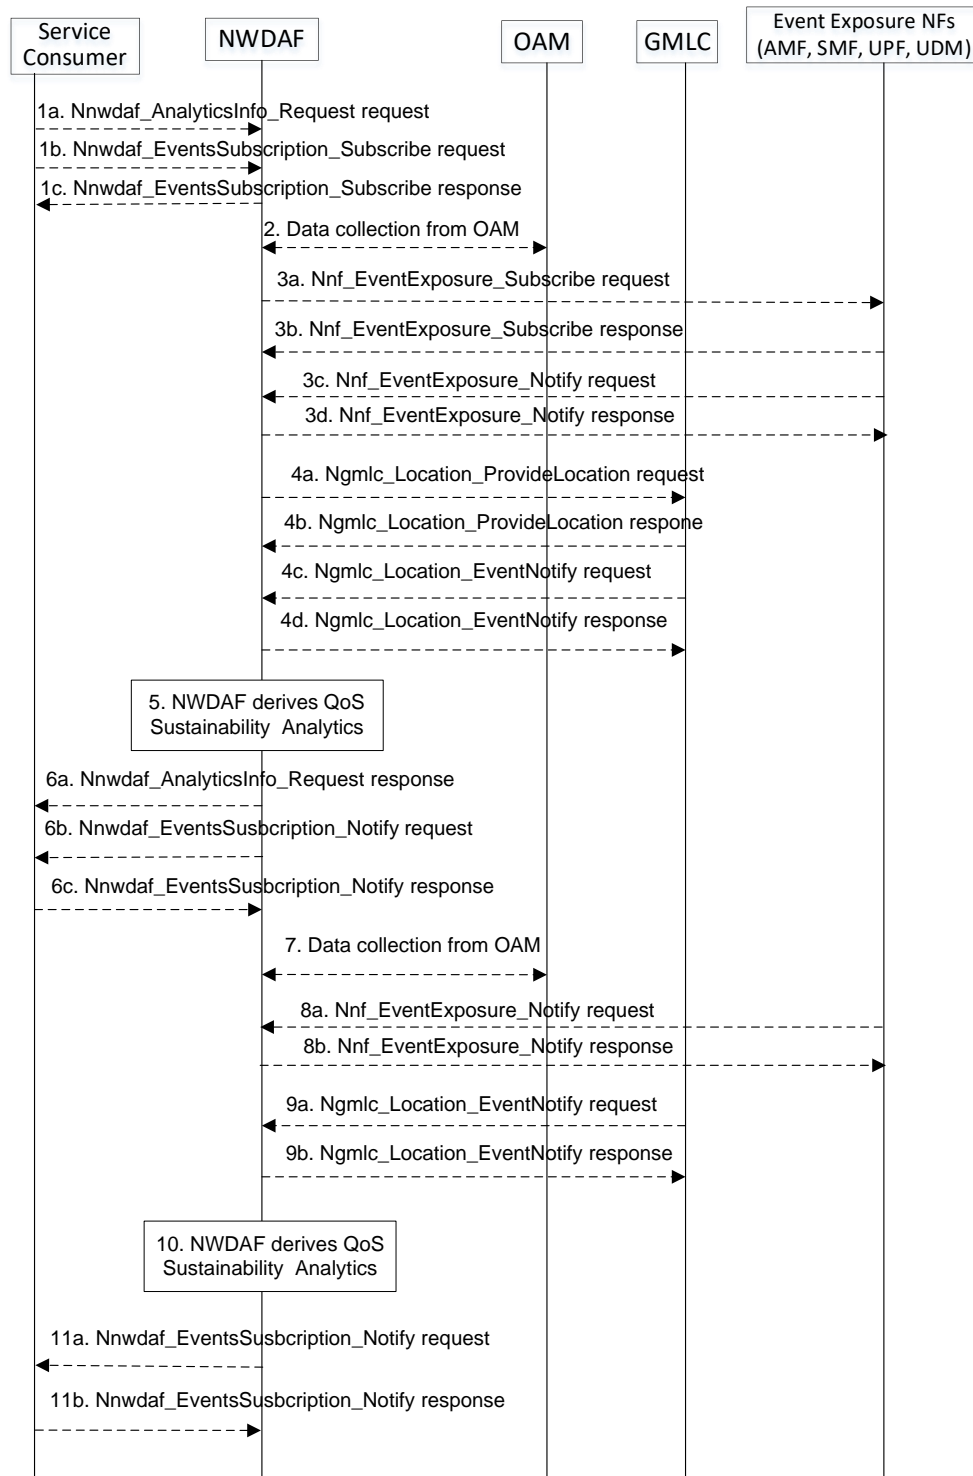 Service
Consumer
NWDAF
OAM
GMLC
Event Exposure NFs
(AMF, SMF, UPF, UDM)
1a. Nnwdaf_AnalyticsInfo_Request request
1b. Nnwdaf_EventsSubscription_Subscribe request
1c. Nnwdaf_EventsSubscription_Subscribe response
2. Data collection from OAM
3a. Nnf_EventExposure_Subscribe request
3b. Nnf_EventExposure_Subscribe response
3c. Nnf_EventExposure_Notify request
3d. Nnf_EventExposure_Notify response
4a. Ngmlc_Location_ProvideLocation request
4b. Ngmlc_Location_ProvideLocation respone
4c. Ngmlc_Location_EventNotify request
4d. Ngmlc_Location_EventNotify response
5. NWDAF derives QoS
Sustainability Analytics
6a. Nnwdaf_AnalyticsInfo_Request response
6b. Nnwdaf_EventsSusbcription_Notify request
6c. Nnwdaf_EventsSusbcription_Notify response
7. Data collection from OAM
8a. Nnf_EventExposure_Notify request
8b. Nnf_EventExposure_Notify response
9a. Ngmlc_Location_EventNotify request
9b. Ngmlc_Location_EventNotify response
10. NWDAF derives QoS
Sustainability Analytics
11a. Nnwdaf_EventsSusbcription_Notify request
11b. Nnwdaf_EventsSusbcription_Notify response